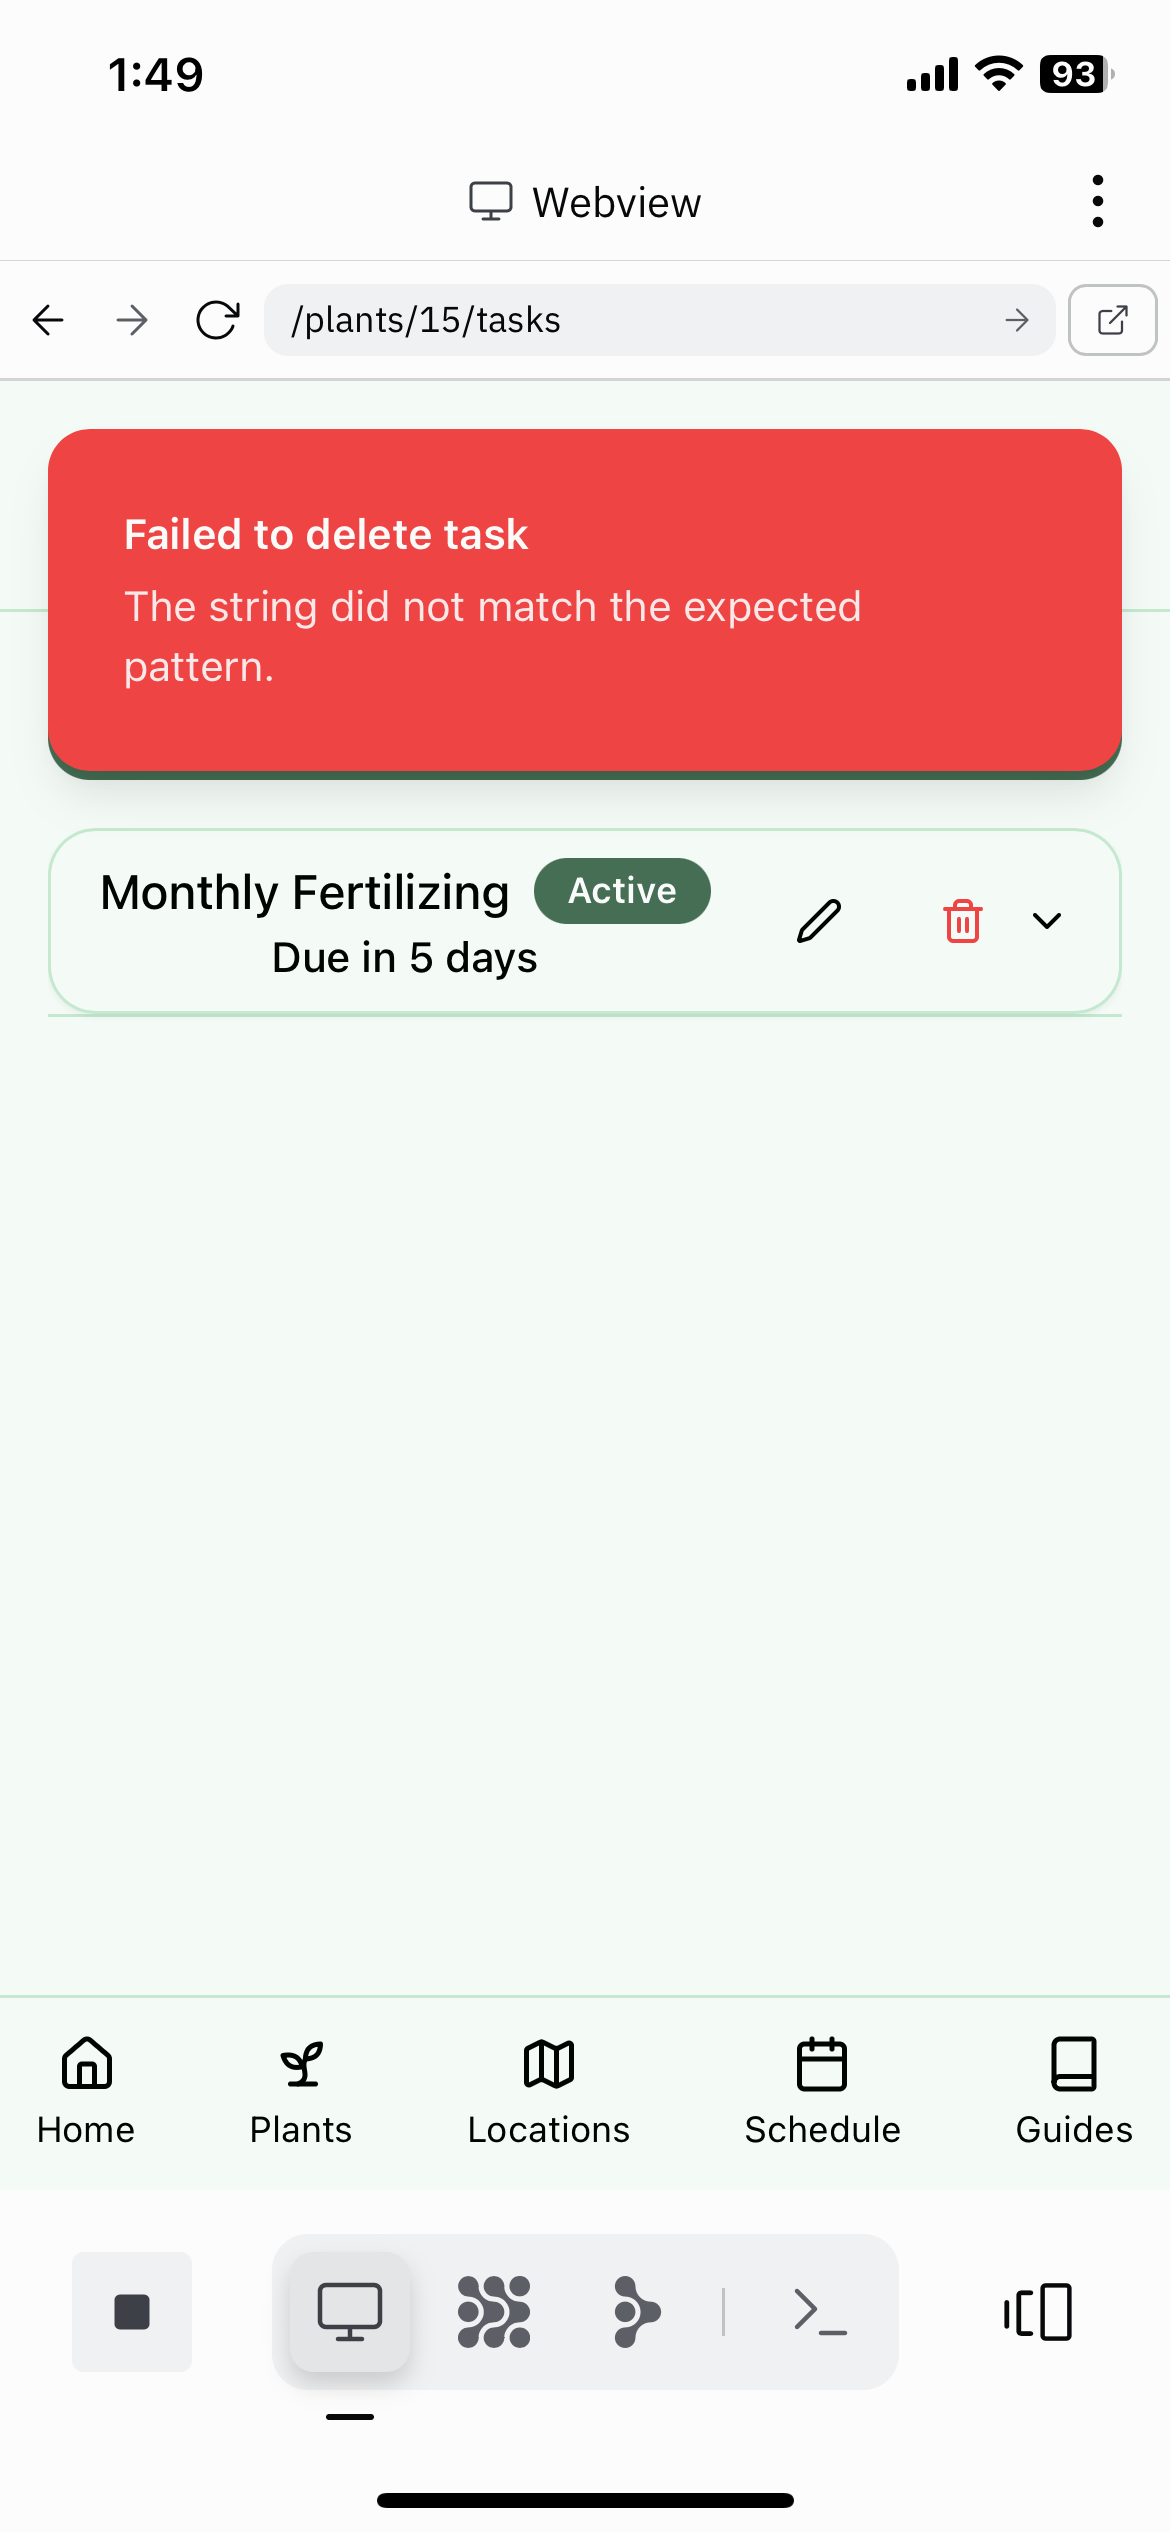 1:49
93
Webview
/plants/15/tasks
Failed to delete task
The string did not match the expected
pattern.
Monthly Fertilizing
Active
Due in 5 days
Home
Plants
Locations
Schedule
Guides